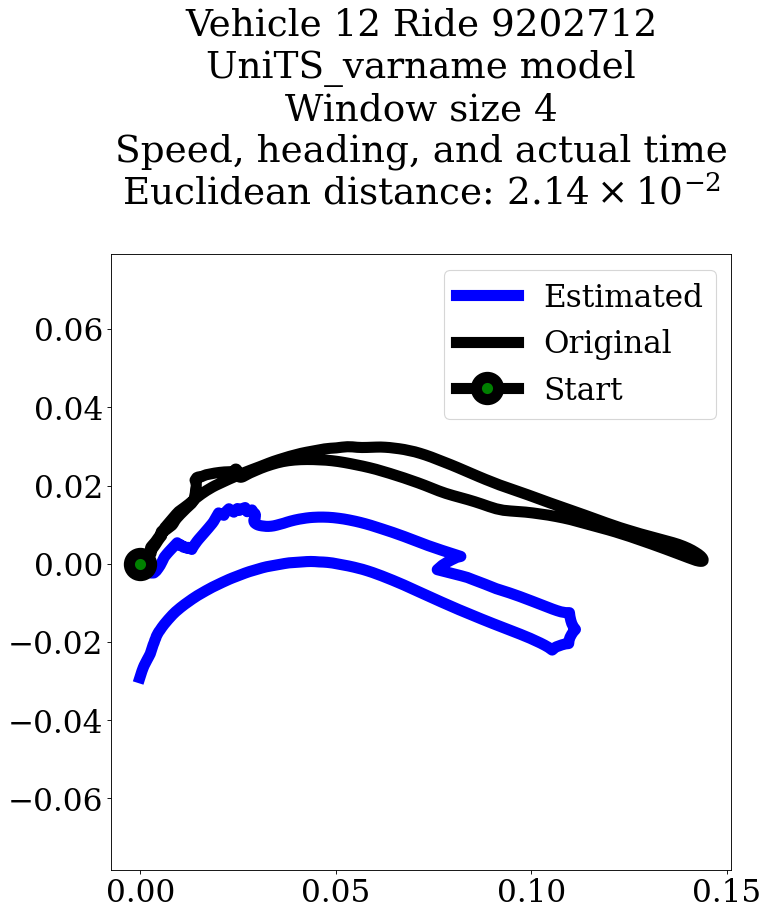 Vehicle 12 Ride 9202712
UniTS_varname model
Window size 4
Speed, heading, and actual time
Euclidean distance: 2.14 × 10⁻²
Estimated
Original
Start
0.06
0.04
0.02
0.00
−0.02
−0.04
−0.06
0.00 0.05 0.10 0.15